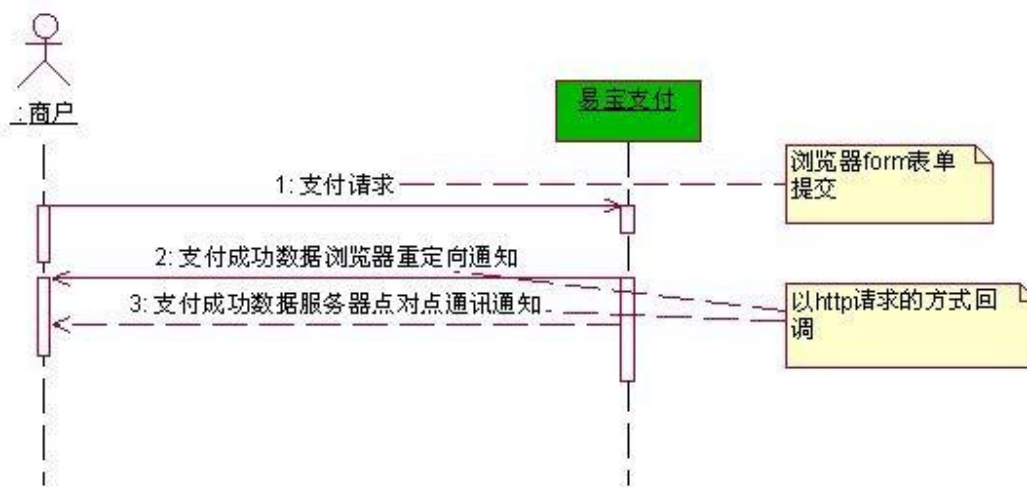 :商户
易宝支付
浏览器form表单
提交
1: 支付请求
2: 支付成功数据浏览器重定向通知
3: 支付成功数据服务器点对点通讯通知
以http请求的方式回
调